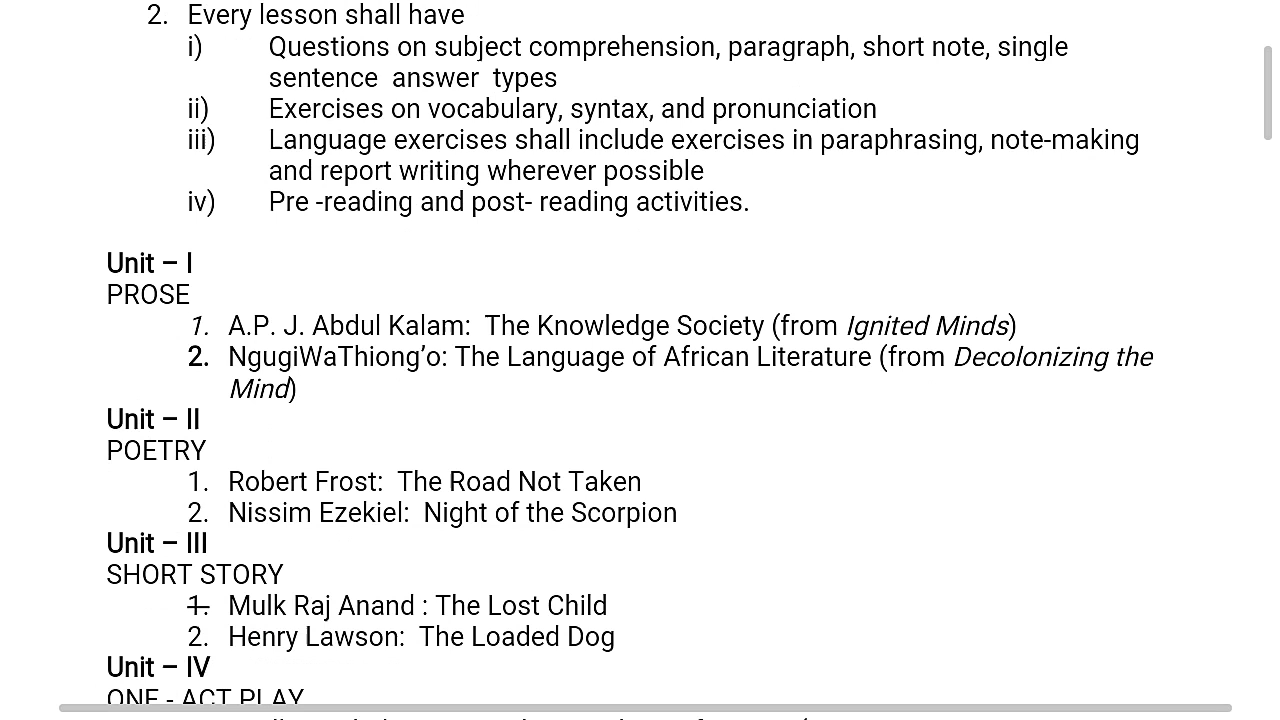 2. Every lesson shall have
i) Questions on subject comprehension, paragraph, short note, single
sentence answer types
ii) Exercises on vocabulary, syntax, and pronunciation
iii) Language exercises shall include exercises in paraphrasing, note-making
and report writing wherever possible
iv) Pre -reading and post- reading activities.
Unit – I
PROSE
1. A.P. J. Abdul Kalam: The Knowledge Society (from Ignited Minds)
2. NgugiWaThiong’o: The Language of African Literature (from Decolonizing the
Mind)
Unit – II
POETRY
1. Robert Frost: The Road Not Taken
2. Nissim Ezekiel: Night of the Scorpion
Unit – III
SHORT STORY
1. Mulk Raj Anand : The Lost Child
2. Henry Lawson: The Loaded Dog
Unit – IV
ONE - ACT PLAY